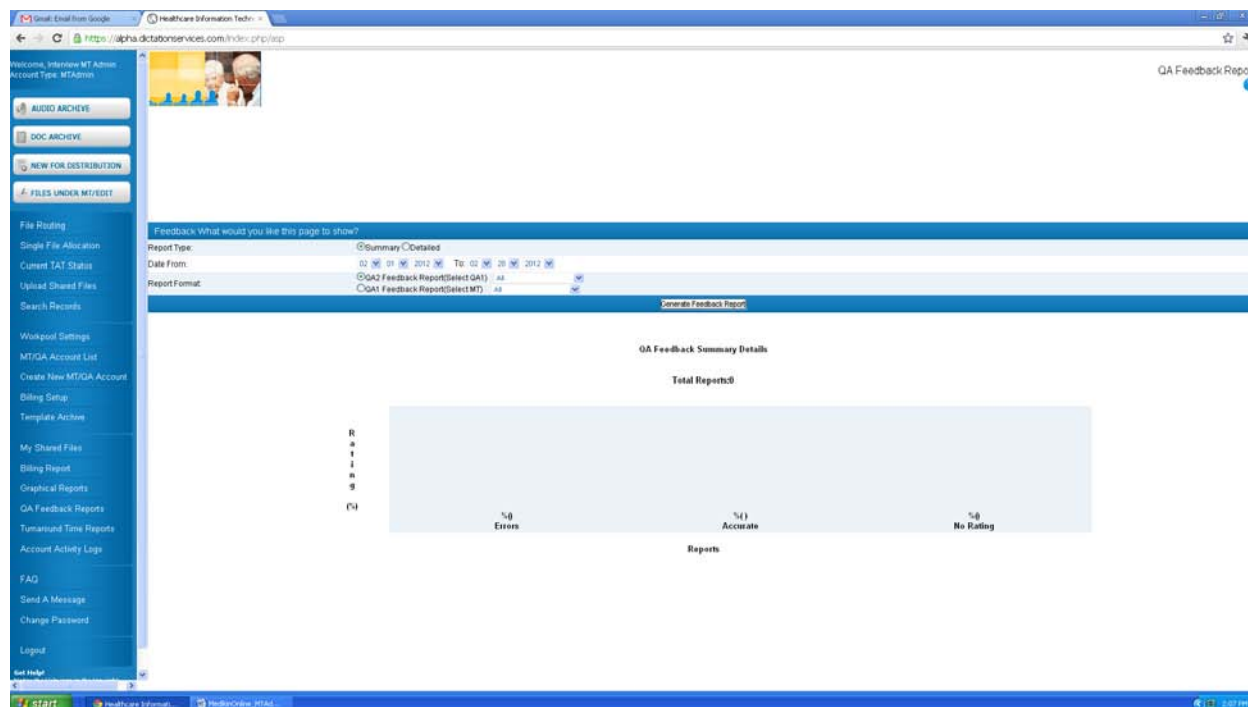 Gmail: Email from Google
Healthcare Information Techn
https://alpha.dictationservices.com/index.php/asp
Welcome, Interview MT Admin
Account Type: MTAdmin
QA Feedback Repo
AUDIO ARCHIVE
DOC ARCHIVE
NEW FOR DISTRIBUTION
FILES UNDER MT/EDIT
File Routing
Single File Allocation
Current TAT Status
Upload Shared Files
Search Records
Workpool Settings
MT/QA Account List
Create New MT/QA Account
Billing Setup
Template Archive
My Shared Files
Billing Report
Graphical Reports
QA Feedback Reports
Turnaround Time Reports
Account Activity Logs
FAQ
Send A Message
Change Password
Logout
Get Help!
Feedback What would you like this page to show?
Report Type: Summary Detailed
Date From: 02 01 2012 To: 02 28 2012
Report Format: QA2 Feedback Report(Select QA1) All
QA1 Feedback Report(Select MT) All
Generate Feedback Report
QA Feedback Summary Details
Total Reports:0
Rating (%)
%() %() %()
Errors Accurate No Rating
Reports
start
Healthcare Informati...
MedionOnline MTAd...
2:07 PM